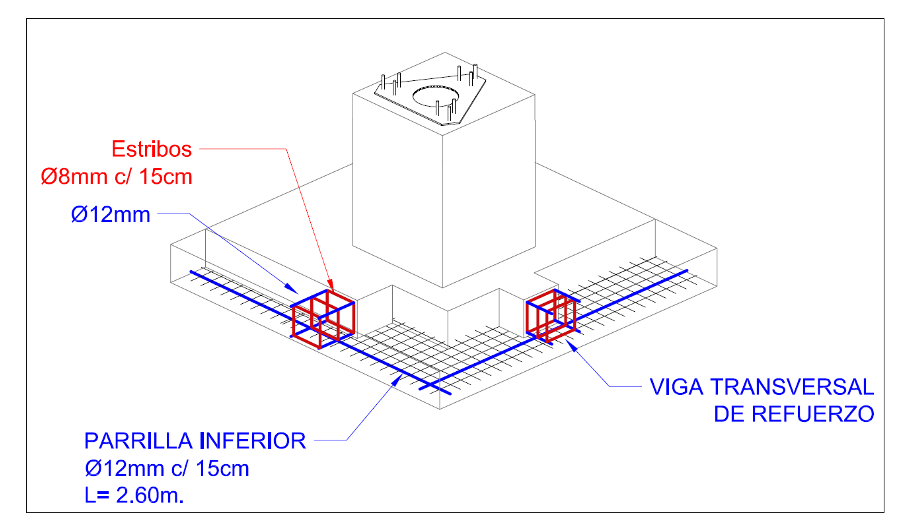 Estribos
Ø8mm c/ 15cm
Ø12mm
VIGA TRANSVERSAL
DE REFUERZO
PARRILLA INFERIOR
Ø12mm c/ 15cm
L= 2.60m.